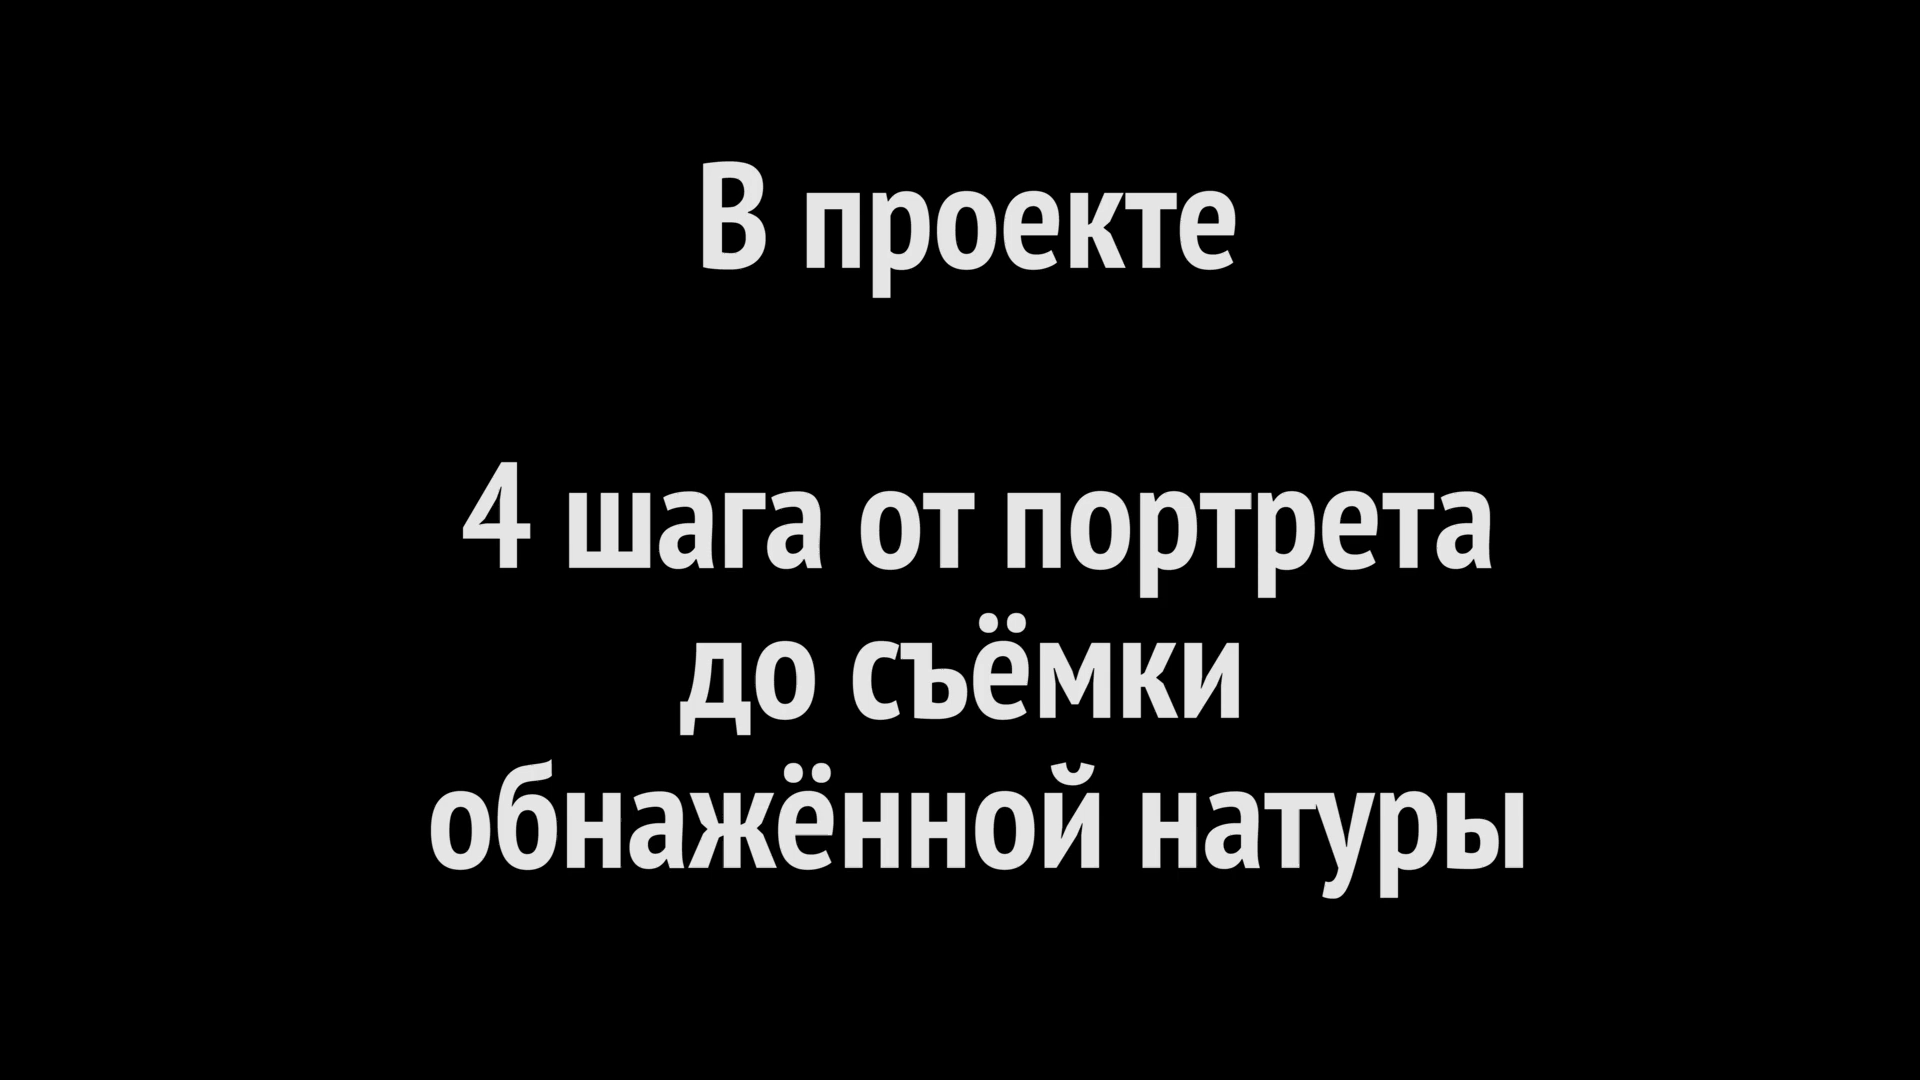 В проекте
4 шага от портрета
до съёмки
обнажённой натуры